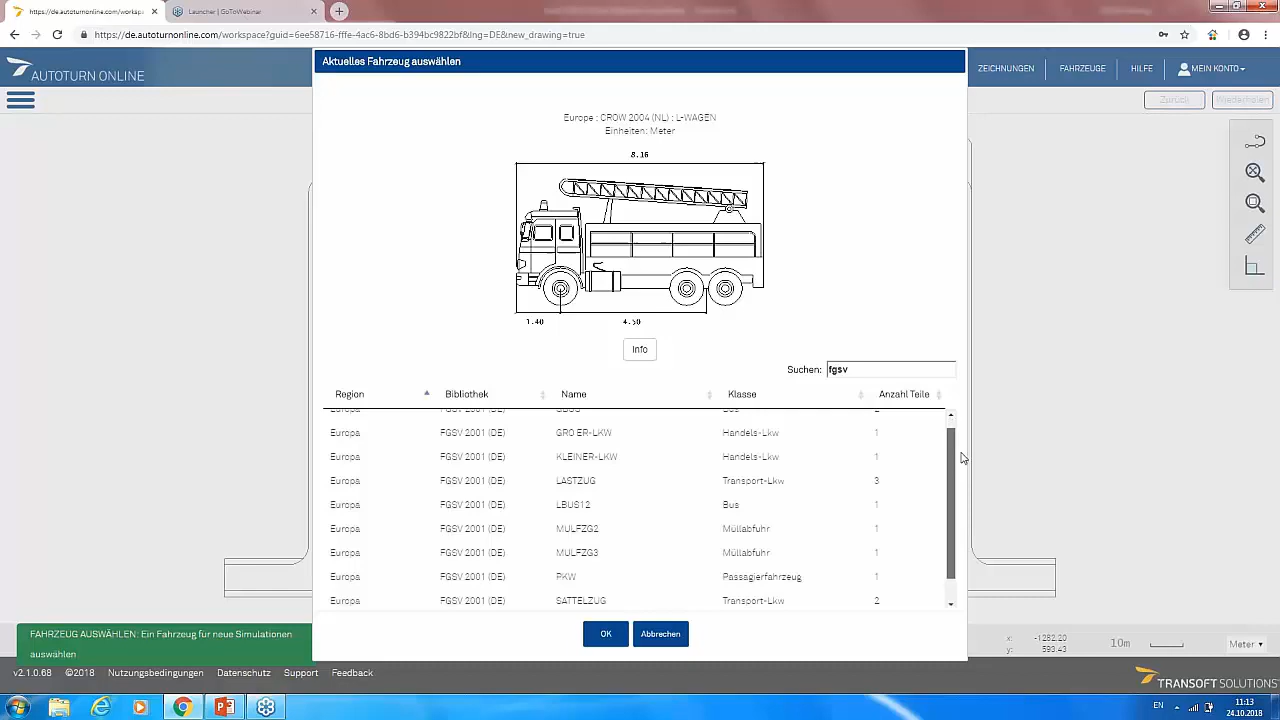 https://de.autoturnonline.com/worksp
Launcher | GoToWebinar
https://de.autoturnonline.com/workspace?guid=6ee58716-fffe-4ac6-8bd6-b394bc9822bf&lng=DE&new_drawing=true
Aktuelles Fahrzeug auswählen
AUTOTURN ONLINE
ZEICHNUNGEN
FAHRZEUGE
HILFE
MEIN KONTO
Zurück
Wiederholen
Europe : CROW 2004 (NL) : L-WAGEN
Einheiten: Meter
8.16
1.40
4.50
Info
Suchen: fgsv
Region Bibliothek Name Klasse Anzahl Teile
Europa FGSV 2001 (DE) GRO ER-LKW Handels-Lkw 1
Europa FGSV 2001 (DE) KLEINER-LKW Handels-Lkw 1
Europa FGSV 2001 (DE) LASTZUG Transport-Lkw 3
Europa FGSV 2001 (DE) LBUS12 Bus 1
Europa FGSV 2001 (DE) MULFZG2 Müllabfuhr 1
Europa FGSV 2001 (DE) MULFZG3 Müllabfuhr 1
Europa FGSV 2001 (DE) PKW Passagierfahrzeug 1
Europa FGSV 2001 (DE) SATTELZUG Transport-Lkw 2
OK
Abbrechen
FAHRZEUG AUSWÄHLEN: Ein Fahrzeug für neue Simulationen
auswählen
x: -1282.20
y: 593.43
10m
Meter
v2.1.0.68 ©2018 Nutzungsbedingungen Datenschutz Support Feedback
TRANSOFT SOLUTIONS
EN
11:13
24.10.2018